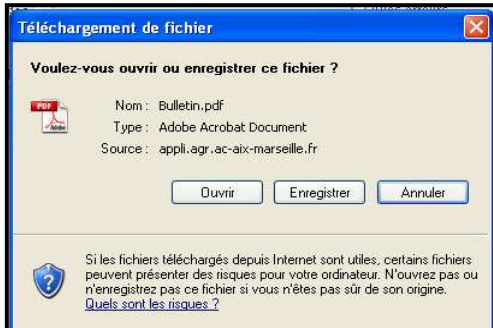 Téléchargement de fichier
Voulez-vous ouvrir ou enregistrer ce fichier ?
PDF
Adobe
Nom : Bulletin.pdf
Type : Adobe Acrobat Document
Source : appli.agr.ac-aix-marseille.fr
Ouvrir Enregistrer Annuler
Si les fichiers téléchargés depuis Internet sont utiles, certains fichiers
peuvent présenter des risques pour votre ordinateur. N'ouvrez pas ou
n'enregistrez pas ce fichier si vous n'êtes pas sûr de son origine.
Quels sont les risques ?